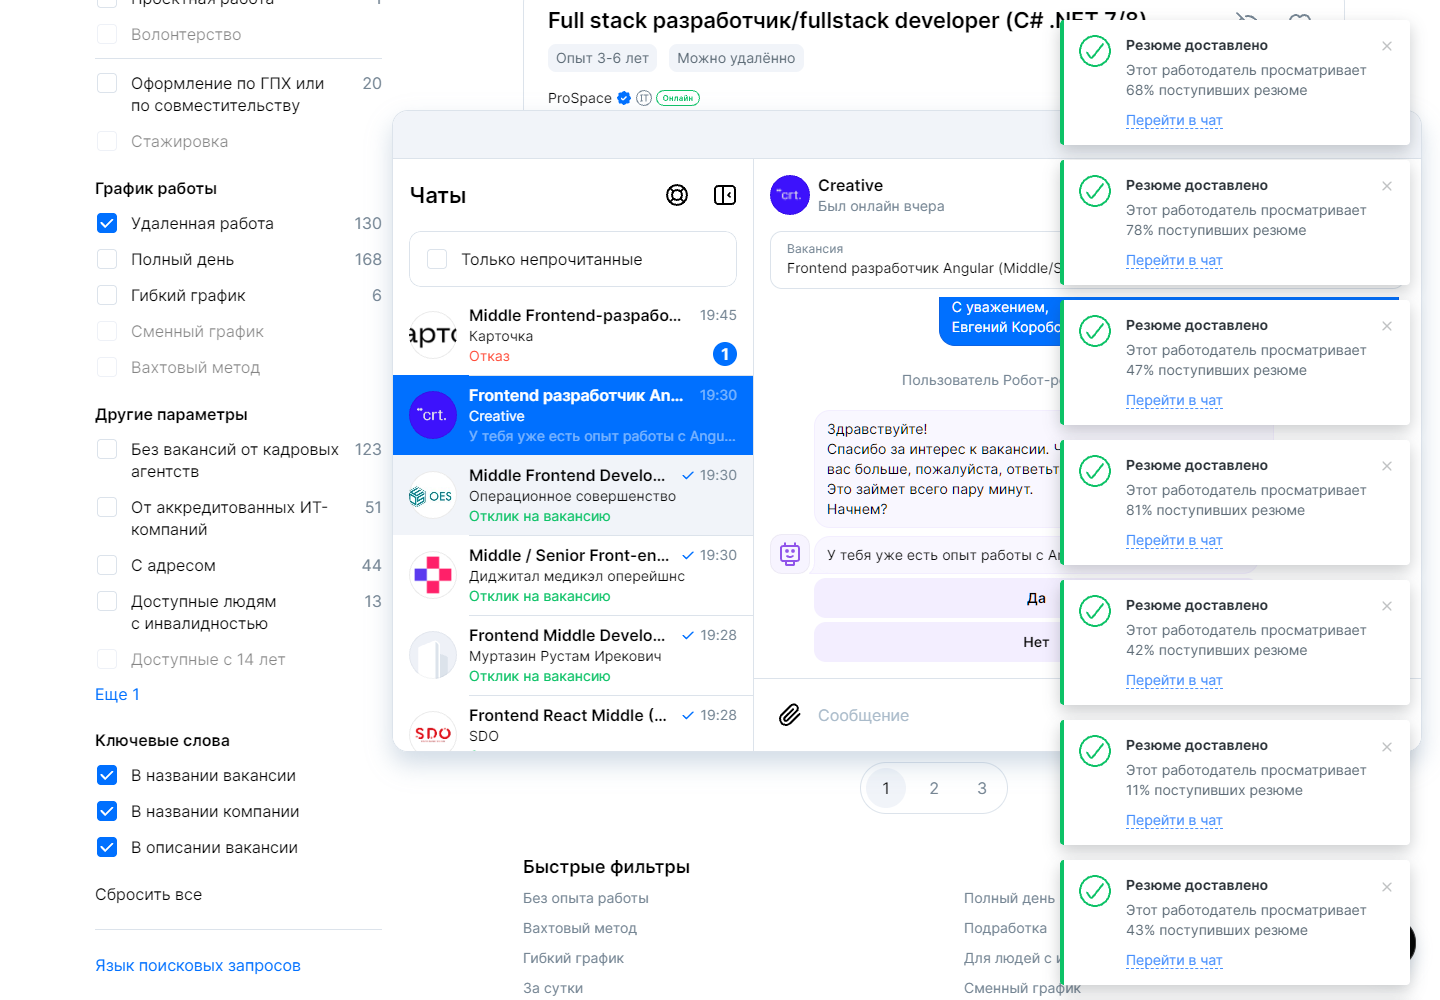 Проектная работа 1
Волонтерство
Оформление по ГПХ или 20
по совместительству
Стажировка
График работы
Удаленная работа 130
Полный день 168
Гибкий график 6
Сменный график
Вахтовый метод
Другие параметры
Без вакансий от кадровых 123
агентств
От аккредитованных ИТ- 51
компаний
С адресом 44
Доступные людям 13
с инвалидностью
Доступные с 14 лет
Еще 1
Ключевые слова
В названии вакансии
В названии компании
В описании вакансии
Сбросить все
Язык поисковых запросов
Full stack разработчик/fullstack developer (C# .NET 7/8)
Опыт 3-6 лет Можно удалённо
ProSpace IT Онлайн
Чаты
Только непрочитанные
арто
Middle Frontend-разрабо... 19:45
Карточка
Отказ 1
crt.
Frontend разработчик An... 19:30
Creative
У тебя уже есть опыт работы с Angu...
OES
Middle Frontend Develo... 19:30
Операционное совершенство
Отклик на вакансию
Middle / Senior Front-en... 19:30
Диджитал медикэл оперейшнс
Отклик на вакансию
Frontend Middle Develo... 19:28
Муртазин Рустам Ирекович
Отклик на вакансию
SDO
Frontend React Middle (... 19:28
SDO
crt.
Creative
Был онлайн вчера
Вакансия
Frontend разработчик Angular (Middle/S
С уважением,
Евгений Коробо
Пользователь Робот-р
Здравствуйте!
Спасибо за интерес к вакансии. Ч
вас больше, пожалуйста, ответьт
Это займет всего пару минут.
Начнем?
У тебя уже есть опыт работы с An
Да
Нет
Сообщение
1 2 3
Быстрые фильтры
Без опыта работы
Вахтовый метод
Гибкий график
За сутки
Полный день
Подработка
Для людей с и
Сменный график
Резюме доставлено
Этот работодатель просматривает
68% поступивших резюме
Перейти в чат
Резюме доставлено
Этот работодатель просматривает
78% поступивших резюме
Перейти в чат
Резюме доставлено
Этот работодатель просматривает
47% поступивших резюме
Перейти в чат
Резюме доставлено
Этот работодатель просматривает
81% поступивших резюме
Перейти в чат
Резюме доставлено
Этот работодатель просматривает
42% поступивших резюме
Перейти в чат
Резюме доставлено
Этот работодатель просматривает
11% поступивших резюме
Перейти в чат
Резюме доставлено
Этот работодатель просматривает
43% поступивших резюме
Перейти в чат